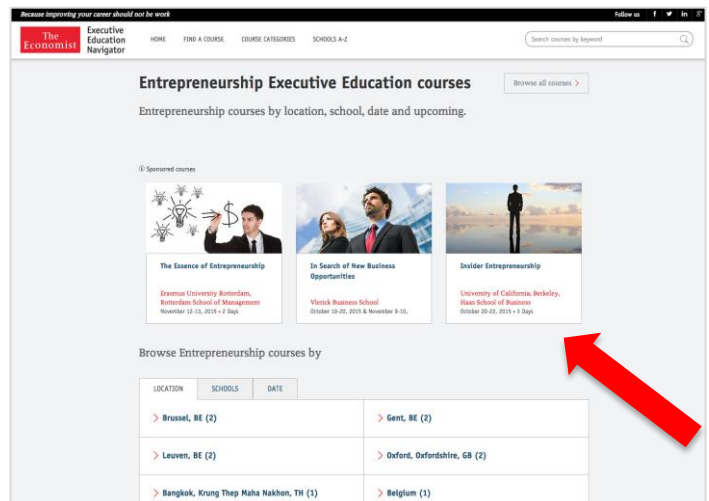 Because improving your career should not be work
Follow us
The Economist
Executive Education Navigator
HOME FIND A COURSE COURSE CATEGORIES SCHOOLS A-Z
Search courses by keyword
Entrepreneurship Executive Education courses
Browse all courses >
Entrepreneurship courses by location, school, date and upcoming.
Sponsored courses
The Essence of Entrepreneurship
Erasmus University Rotterdam,
Rotterdam School of Management
November 12-13, 2015 • 2 Days
In Search of New Business
Opportunities
Vlerick Business School
October 19-20, 2015 & November 9-10,
Insider Entrepreneurship
University of California, Berkeley,
Haas School of Business
October 20-22, 2015 • 3 Days
Browse Entrepreneurship courses by
LOCATION SCHOOLS DATE
> Brussel, BE (2)
> Gent, BE (2)
> Leuven, BE (2)
> Oxford, Oxfordshire, GB (2)
> Bangkok, Krung Thep Maha Nakhon, TH (1)
> Belgium (1)